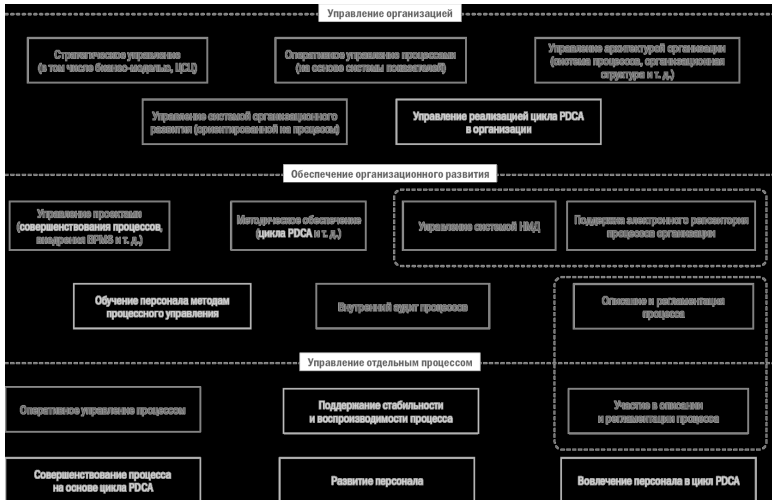 Управление организацией
Стратегическое управление
(в том числе бизнес-моделью, ЦСЦ)
Оперативное управление процессами
(на основе системы показателей)
Управление архитектурой организации
(система процессов, организационная
структура и т. д.)
Управление системой организационного
развития (ориентированной на процессы)
Управление реализацией цикла PDCA
в организации
Обеспечение организационного развития
Управление проектами
(совершенствования процессов,
внедрения BPMS и т. д.)
Методическое обеспечение
(цикла PDCA и т. д.)
Управление системой НМД
Поддержка электронного репозитория
процессов организации
Обучение персонала методам
процессного управления
Внутренний аудит процессов
Описание и регламентация
процесса
Управление отдельным процессом
Оперативное управление процессом
Поддержание стабильности
и воспроизводимости процесса
Участие в описании
и регламентации процесса
Совершенствование процесса
на основе цикла PDCA
Развитие персонала
Вовлечение персонала в цикл PDCA